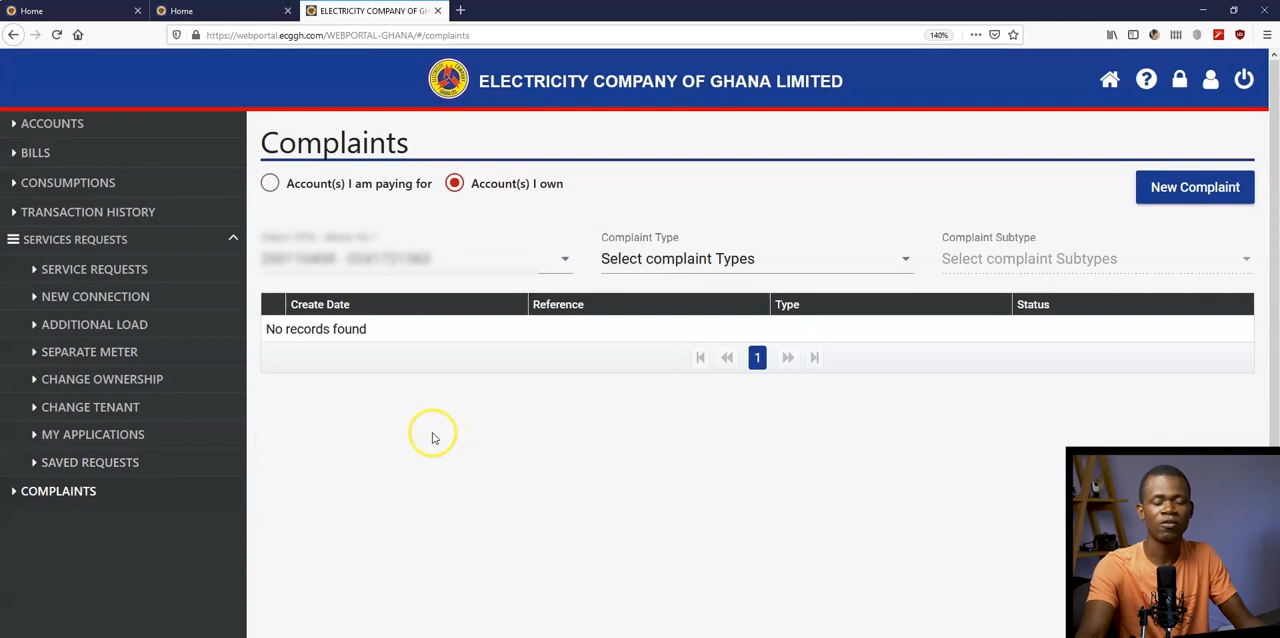 Home
Home
ELECTRICITY COMPANY OF GH
https://webportal.ecggh.com/WEBPORTAL-GHANA/#/complaints
140%
ELECTRICITY COMPANY OF GHANA LIMITED
ACCOUNTS
BILLS
CONSUMPTIONS
TRANSACTION HISTORY
SERVICES REQUESTS
SERVICE REQUESTS
NEW CONNECTION
ADDITIONAL LOAD
SEPARATE METER
CHANGE OWNERSHIP
CHANGE TENANT
MY APPLICATIONS
SAVED REQUESTS
COMPLAINTS
Complaints
Account(s) I am paying for
Account(s) I own
New Complaint
Complaint Type
Select complaint Types
Complaint Subtype
Select complaint Subtypes
Create Date
Reference
Type
Status
No records found
1